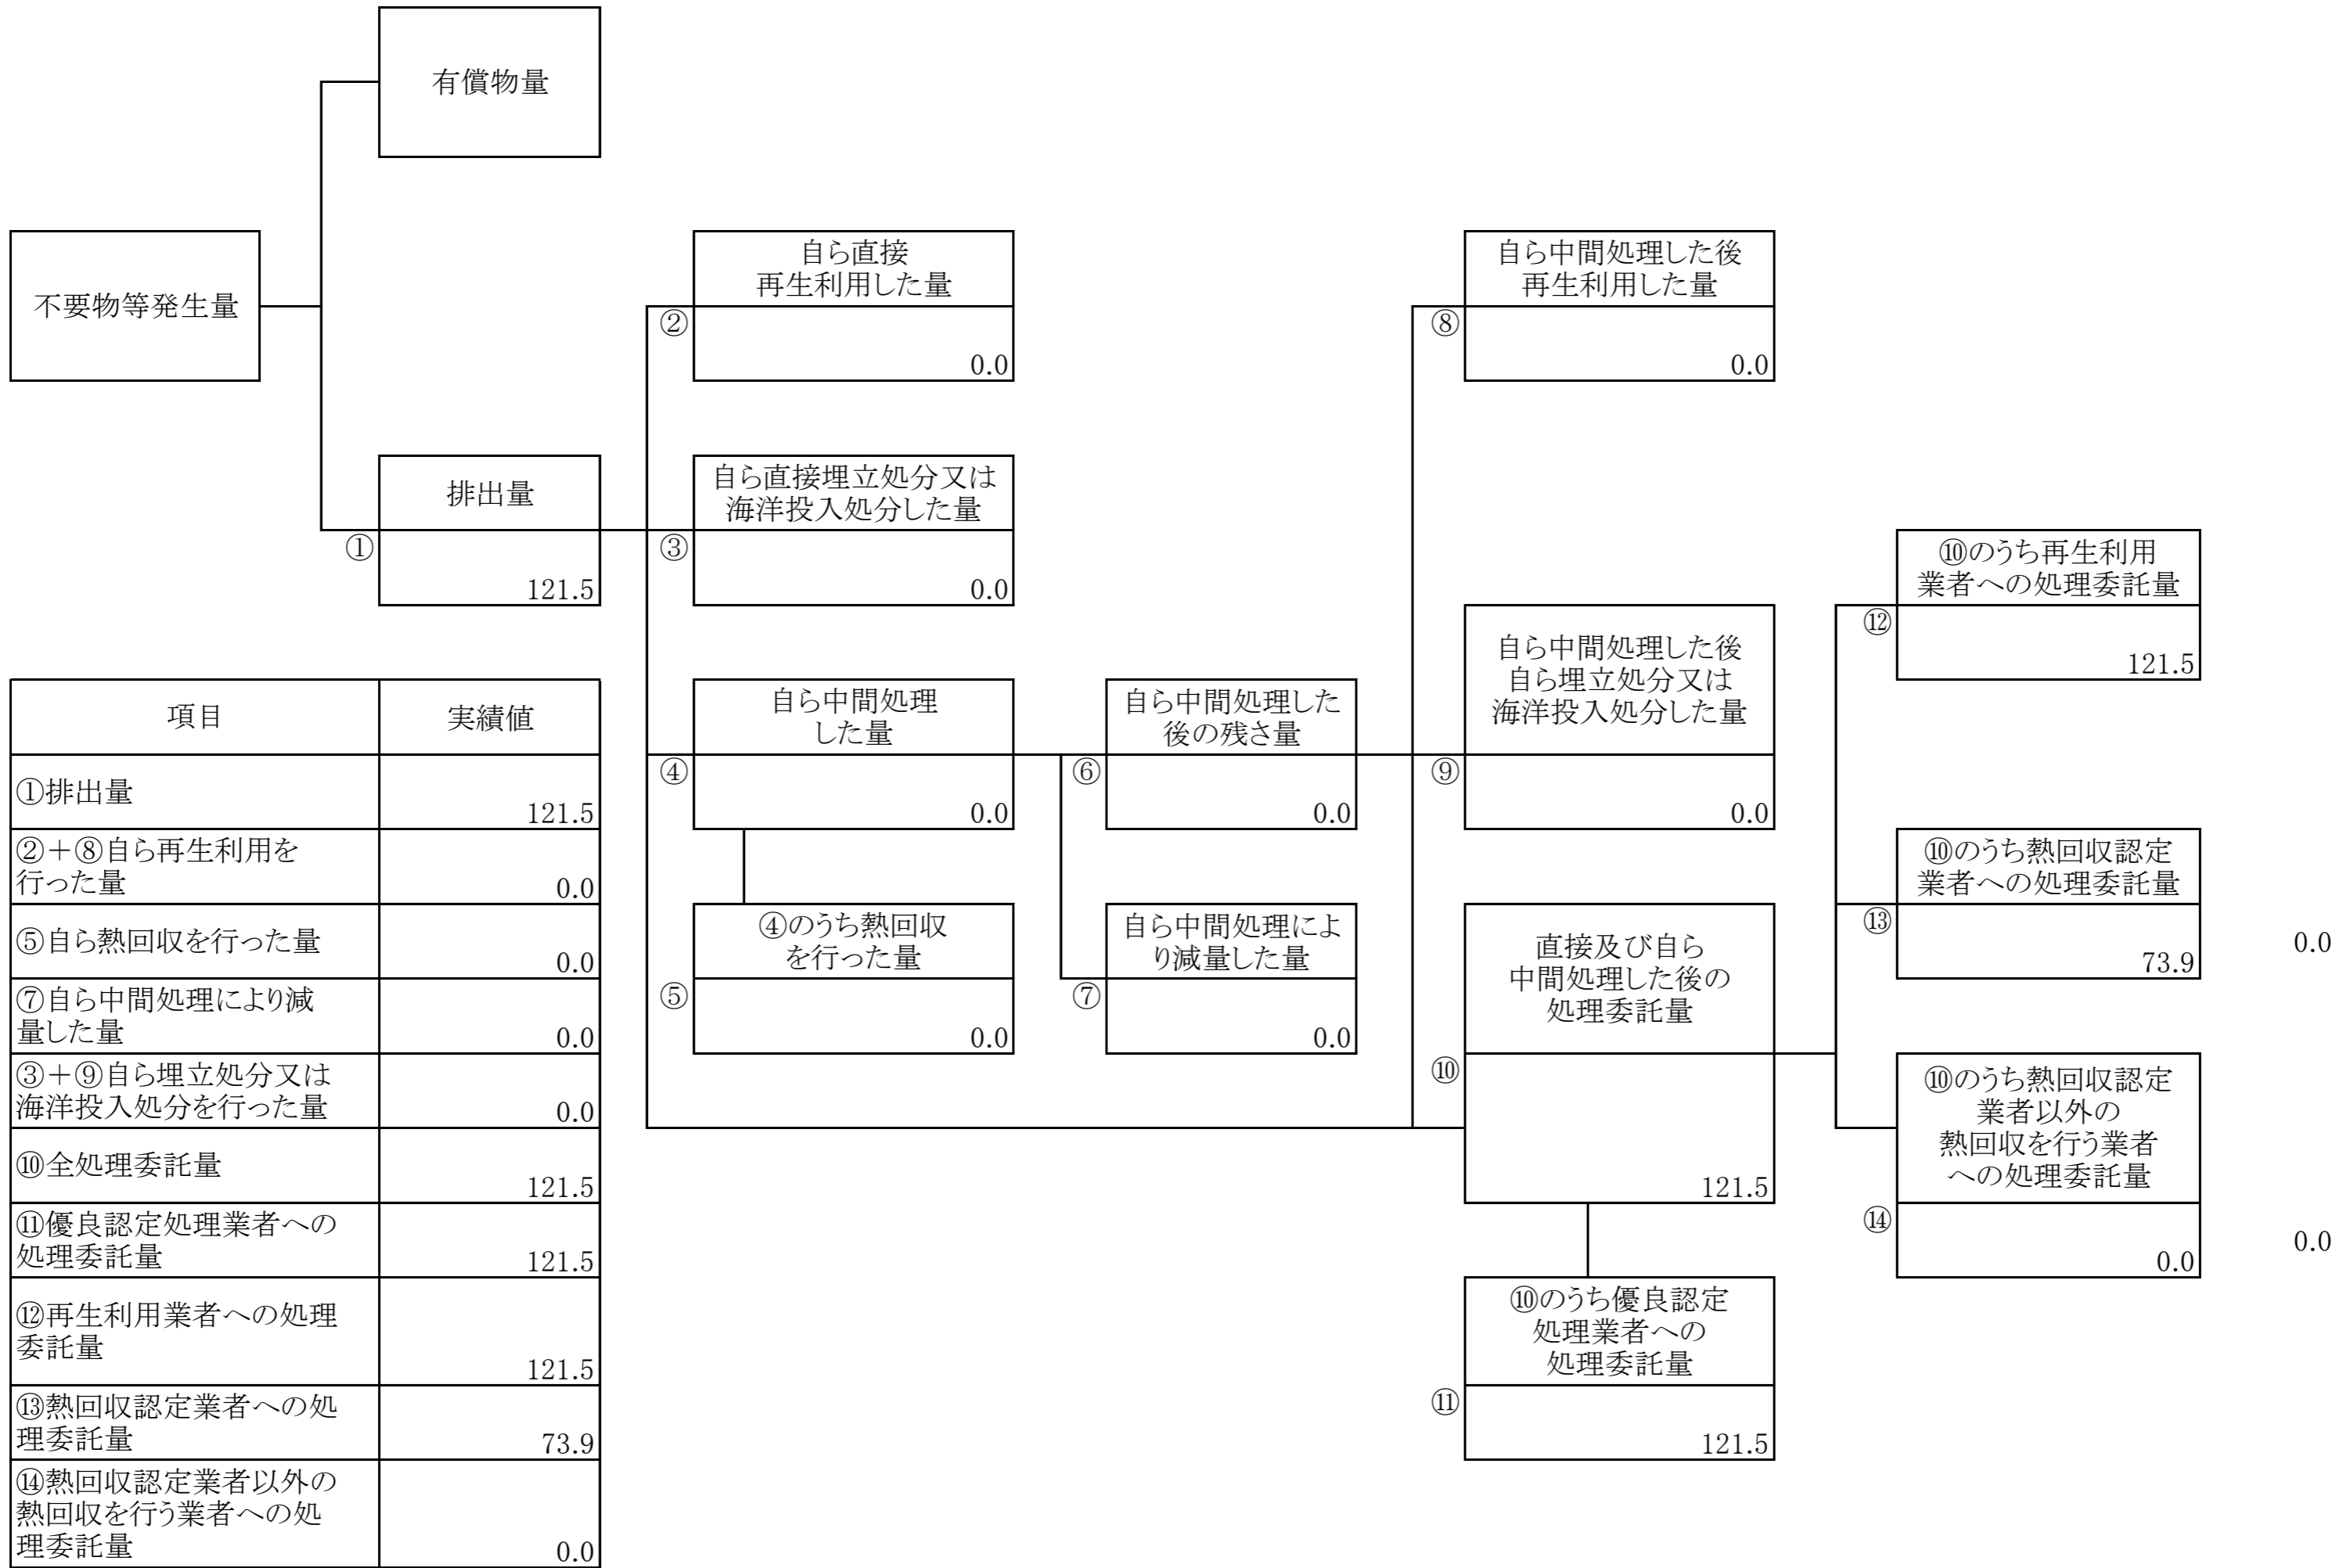 有償物量
不要物等発生量
自ら直接
再生利用した量
②
0.0
自ら中間処理した後
再生利用した量
⑧
0.0
排出量
①
121.5
自ら直接埋立処分又は
海洋投入処分した量
③
0.0
⑩のうち再生利用
業者への処理委託量
⑫
121.5
自ら中間処理
した量
④
0.0
自ら中間処理した
後の残さ量
⑥
0.0
自ら中間処理した後
自ら埋立処分又は
海洋投入処分した量
⑨
0.0
⑩のうち熱回収認定
業者への処理委託量
⑬
73.9
0.0
④のうち熱回収
を行った量
⑤
0.0
自ら中間処理によ
り減量した量
⑦
0.0
直接及び自ら
中間処理した後の
処理委託量
⑩
121.5
⑩のうち熱回収認定
業者以外の
熱回収を行う業者
への処理委託量
⑭
0.0
0.0
⑩のうち優良認定
処理業者への
処理委託量
⑪
121.5
項目 実績値
①排出量
121.5
②＋⑧自ら再生利用を
行った量
0.0
⑤自ら熱回収を行った量
0.0
⑦自ら中間処理により減
量した量
0.0
③＋⑨自ら埋立処分又は
海洋投入処分を行った量
0.0
⑩全処理委託量
121.5
⑪優良認定処理業者への
処理委託量
121.5
⑫再生利用業者への処理
委託量
121.5
⑬熱回収認定業者への処
理委託量
73.9
⑭熱回収認定業者以外の
熱回収を行う業者への処
理委託量
0.0